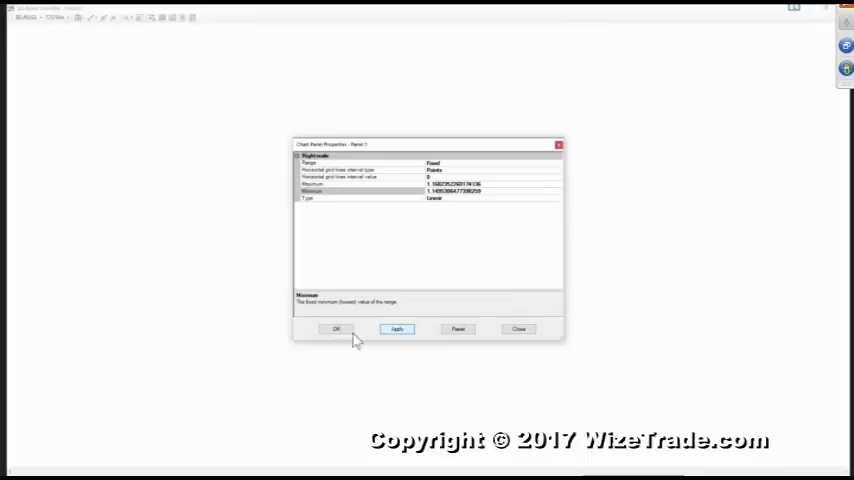 Chart Panel Properties - Panel 1
Right scale
Range Fixed
Horizontal grid lines interval type Points
Horizontal grid lines interval value 0
Maximum
Minimum
Type Linear
Minimum
The fixed minimum (lowest) value of the range.
OK Apply Reset Close
Copyright © 2017 WizeTrade.com